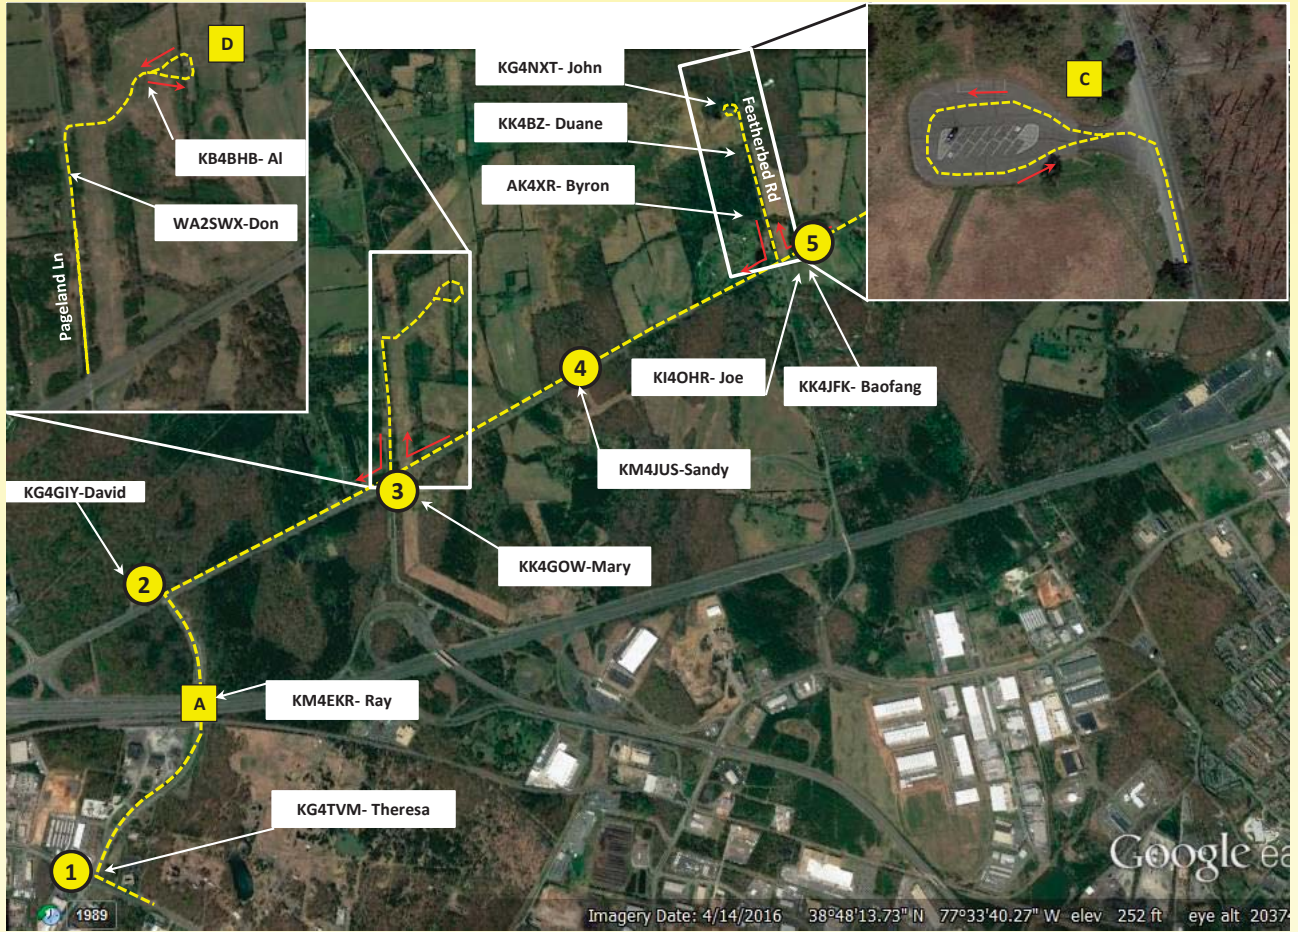 D
KB4BHB- Al
WA2SWX-Don
Pageland Ln
KG4NXT- John
KK4BZ- Duane
AK4XR- Byron
Featherbed Rd
C
5
4
KI4OHR- Joe
KK4JFK- Baofang
KM4JUS-Sandy
3
KG4GIY-David
KK4GOW-Mary
2
A
KM4EKR- Ray
KG4TVM- Theresa
1
Google ea
1989
Imagery Date: 4/14/2016 38°48'13.73" N 77°33'40.27" W elev 252 ft eye alt 20374